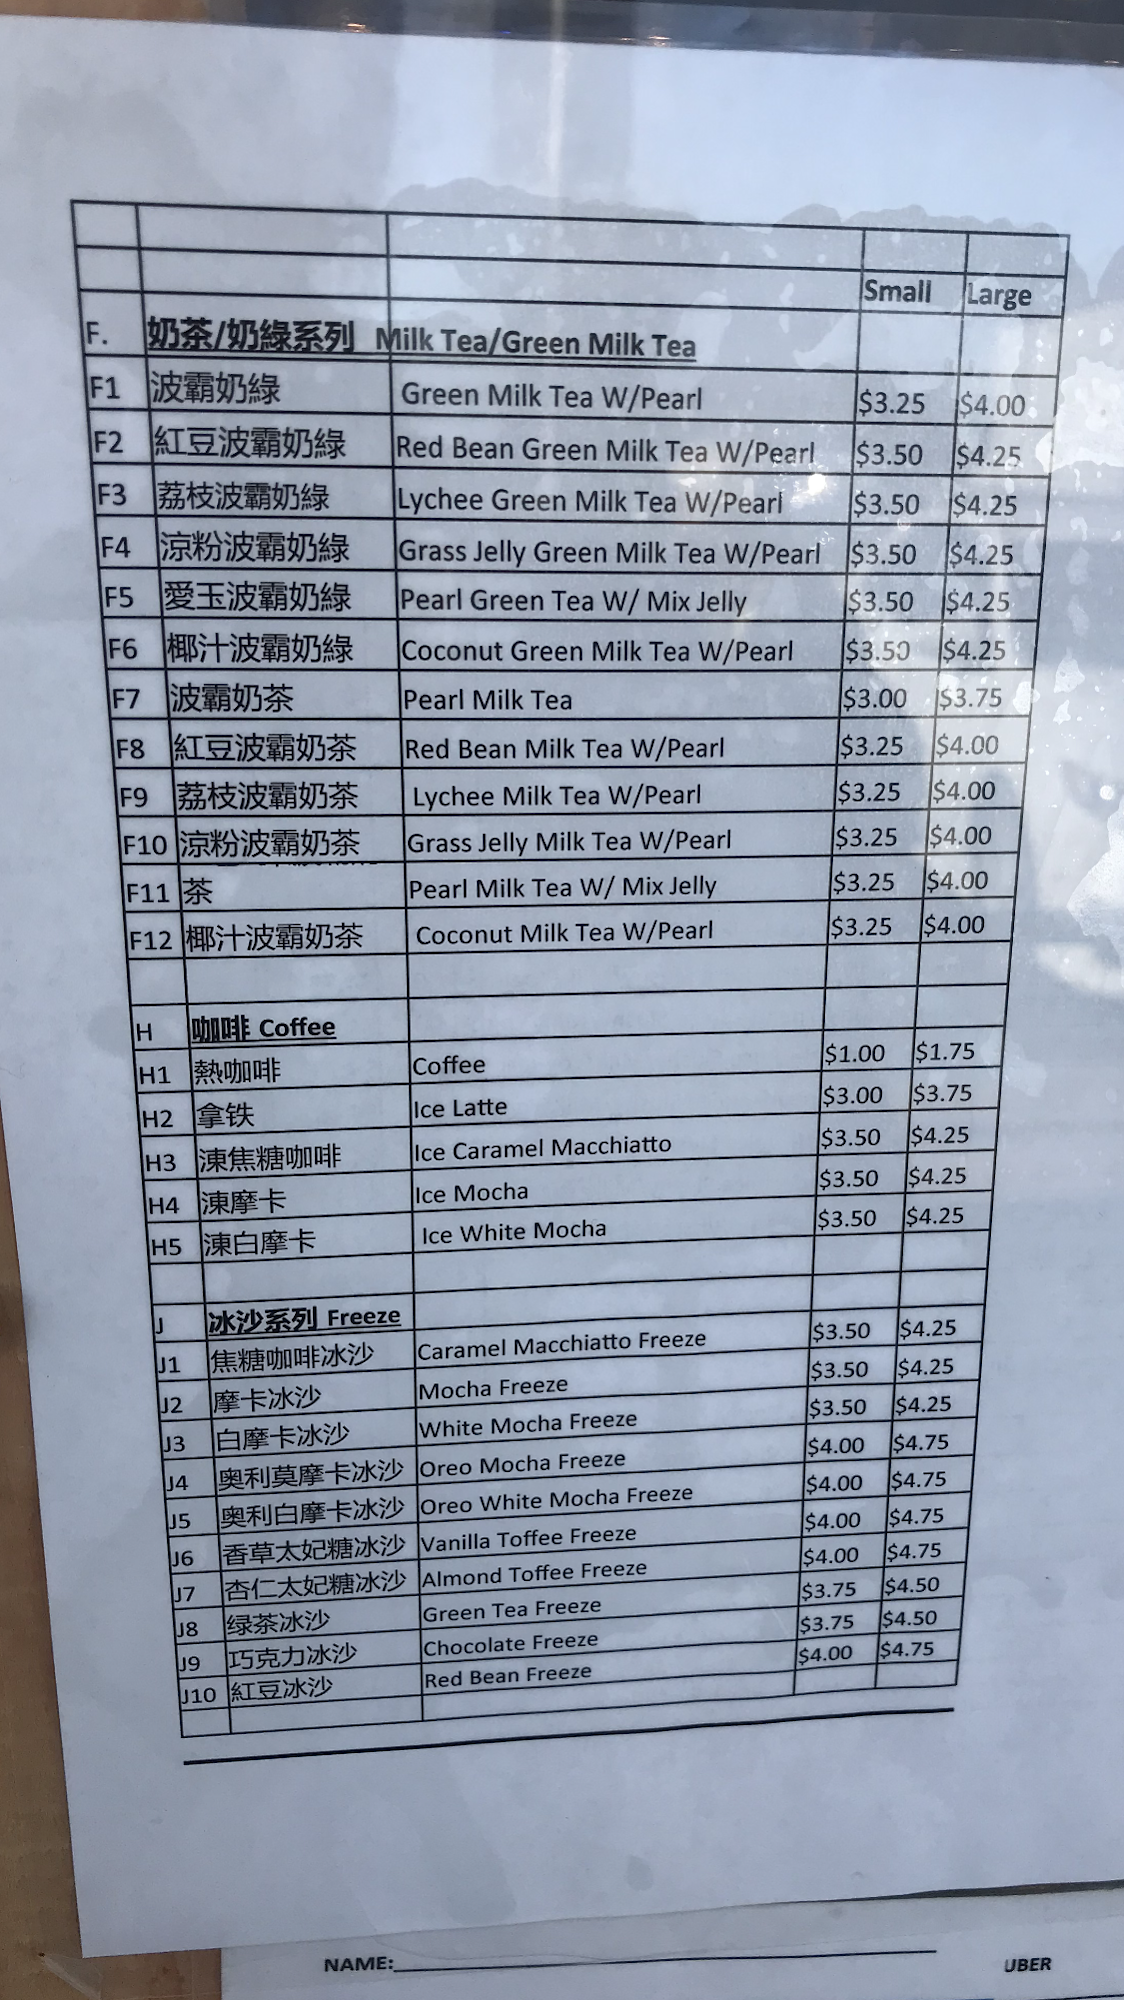 Small Large
F. 奶茶/奶綠系列 Milk Tea/Green Milk Tea
F1 波霸奶綠 Green Milk Tea W/Pearl $3.25 $4.00
F2 紅豆波霸奶綠 Red Bean Green Milk Tea W/Pearl $3.50 $4.25
F3 荔枝波霸奶綠 Lychee Green Milk Tea W/Pearl $3.50 $4.25
F4 涼粉波霸奶綠 Grass Jelly Green Milk Tea W/Pearl $3.50 $4.25
F5 愛玉波霸奶綠 Pearl Green Tea W/ Mix Jelly $3.50 $4.25
F6 椰汁波霸奶綠 Coconut Green Milk Tea W/Pearl $3.50 $4.25
F7 波霸奶茶 Pearl Milk Tea $3.00 $3.75
F8 紅豆波霸奶茶 Red Bean Milk Tea W/Pearl $3.25 $4.00
F9 荔枝波霸奶茶 Lychee Milk Tea W/Pearl $3.25 $4.00
F10 涼粉波霸奶茶 Grass Jelly Milk Tea W/Pearl $3.25 $4.00
F11 茶 Pearl Milk Tea W/ Mix Jelly $3.25 $4.00
F12 椰汁波霸奶茶 Coconut Milk Tea W/Pearl $3.25 $4.00
H 咖啡 Coffee
H1 熱咖啡 Coffee $1.00 $1.75
H2 拿铁 Ice Latte $3.00 $3.75
H3 涷焦糖咖啡 Ice Caramel Macchiatto $3.50 $4.25
H4 涷摩卡 Ice Mocha $3.50 $4.25
H5 涷白摩卡 Ice White Mocha $3.50 $4.25
J 冰沙系列 Freeze
J1 焦糖咖啡冰沙 Caramel Macchiatto Freeze $3.50 $4.25
J2 摩卡冰沙 Mocha Freeze $3.50 $4.25
J3 白摩卡冰沙 White Mocha Freeze $3.50 $4.25
J4 奥利莫摩卡冰沙 Oreo Mocha Freeze $4.00 $4.75
J5 奥利白摩卡冰沙 Oreo White Mocha Freeze $4.00 $4.75
J6 香草太妃糖冰沙 Vanilla Toffee Freeze $4.00 $4.75
J7 杏仁太妃糖冰沙 Almond Toffee Freeze $4.00 $4.75
J8 绿茶冰沙 Green Tea Freeze $3.75 $4.50
J9 巧克力冰沙 Chocolate Freeze $3.75 $4.50
J10 紅豆冰沙 Red Bean Freeze $4.00 $4.75
NAME: UBER